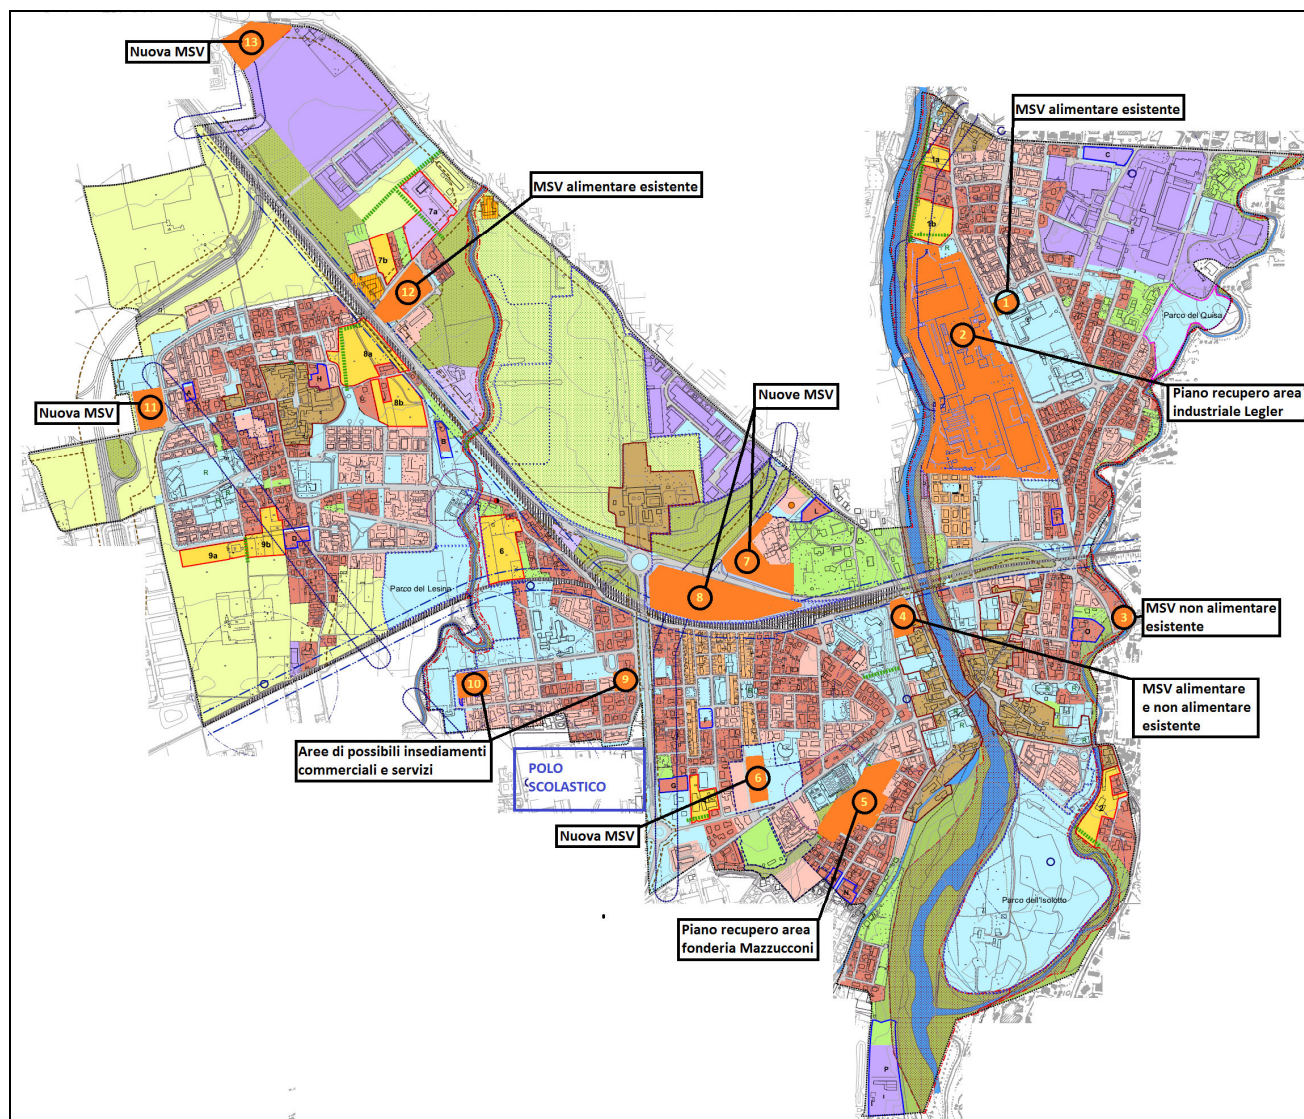 Nuova MSV
13
MSV alimentare esistente
C
1a
7a
MSV alimentare esistente
1b
R
7b
12
1
Parco del Quisa
2
8a
H
Nuove MSV
Piano recupero area
industriale Legler
Nuova MSV
11
8b
B
L
9a
9b
D
6
7
Parco del Lesina
8
4
3
MSV non alimentare
esistente
O
10
9
MSV alimentare
e non alimentare
esistente
F
Aree di possibili insediamenti
commerciali e servizi
POLO
SCOLASTICO
G
6
5
2
Nuova MSV
N
Parco dell'Isolotto
Piano recupero area
fonderia Mazzucconi
P